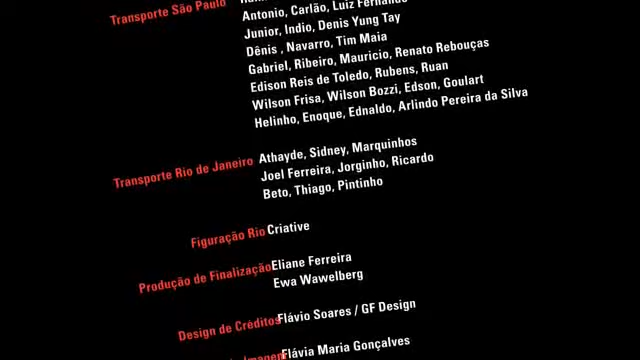 Transporte São Paulo
Antonio, Carlão, Luiz Fernando
Junior, Indio, Denis Yung Tay
Dênis , Navarro, Tim Maia
Gabriel, Ribeiro, Mauricio, Renato Rebouças
Edison Reis de Toledo, Rubens, Ruan
Wilson Frisa, Wilson Bozzi, Edson, Goulart
Helinho, Enoque, Ednaldo, Arlindo Pereira da Silva
Transporte Rio de Janeiro Athayde, Sidney, Marquinhos
Joel Ferreira, Jorginho, Ricardo
Beto, Thiago, Pintinho
Figuração Rio Criative
Produção de Finalização Eliane Ferreira
Ewa Wawelberg
Design de Créditos Flávio Soares / GF Design
Imagem Flávia Maria Gonçalves